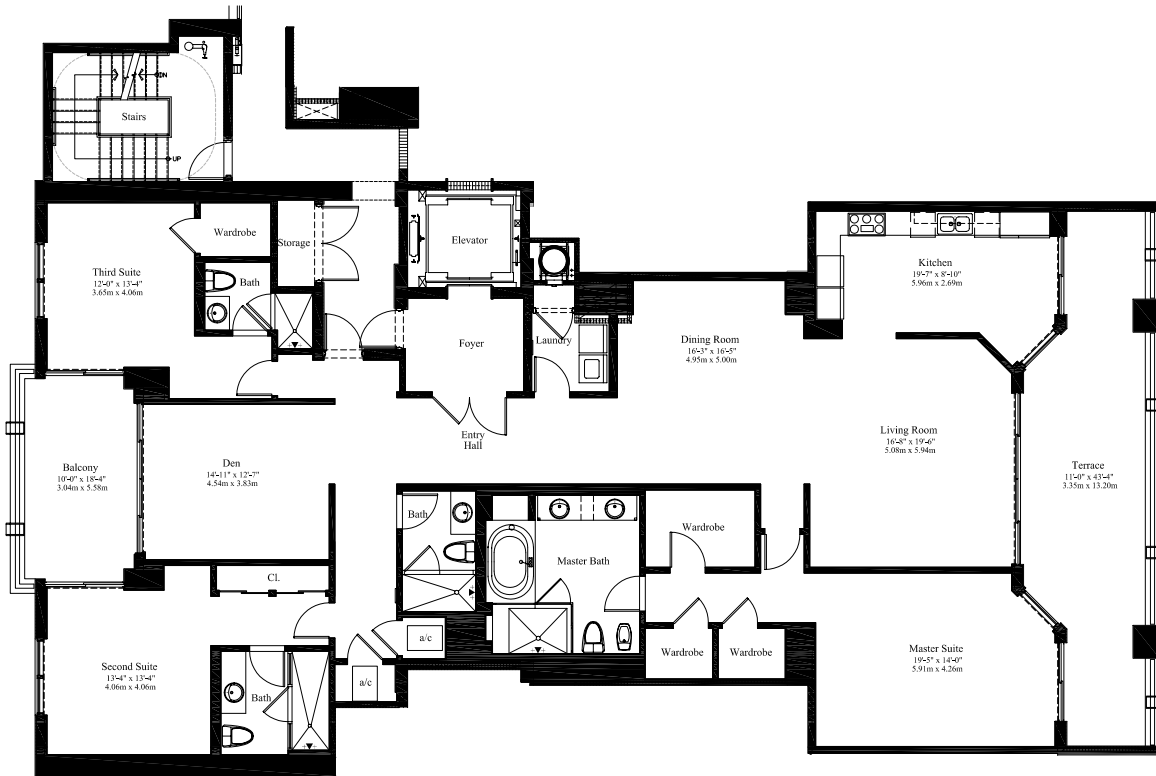 DN
Stairs
UP
Wardrobe
Storage
Elevator
Third Suite
12'-0" x 13'-4"
3.65m x 4.06m
Bath
Kitchen
19'-7" x 8'-10"
5.96m x 2.69m
Foyer
Laundry
Dining Room
16'-3" x 16'-5"
4.95m x 5.00m
Entry
Hall
Living Room
16'-8" x 19'-6"
5.08m x 5.94m
Balcony
10'-0" x 18'-4"
3.04m x 5.58m
Den
14'-11" x 12'-7"
4.54m x 3.83m
Terrace
11'-0" x 43'-4"
3.35m x 13.20m
Bath
Wardrobe
Master Bath
Cl.
a/c
Second Suite
13'-4" x 13'-4"
4.06m x 4.06m
Bath
a/c
Wardrobe
Wardrobe
Master Suite
19'-5" x 14'-0"
5.91m x 4.26m